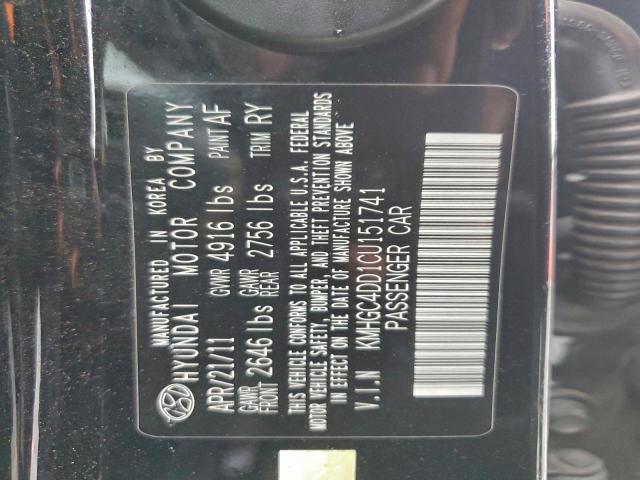 MANUFACTURED IN KOREA BY
HYUNDAI MOTOR COMPANY
APR/21/11 GVWR 4916 lbs PAINT AF
GAWR FRONT 2646 lbs GAWR REAR 2756 lbs TRIM RY
THIS VEHICLE CONFORMS TO ALL APPLICABLE U.S.A. FEDERAL
MOTOR VEHICLE SAFETY, BUMPER, AND THEFT PREVENTION STANDARDS
IN EFFECT ON THE DATE OF MANUFACTURE SHOWN ABOVE
V.I.N KMHGC4DD1CU151741
PASSENGER CAR